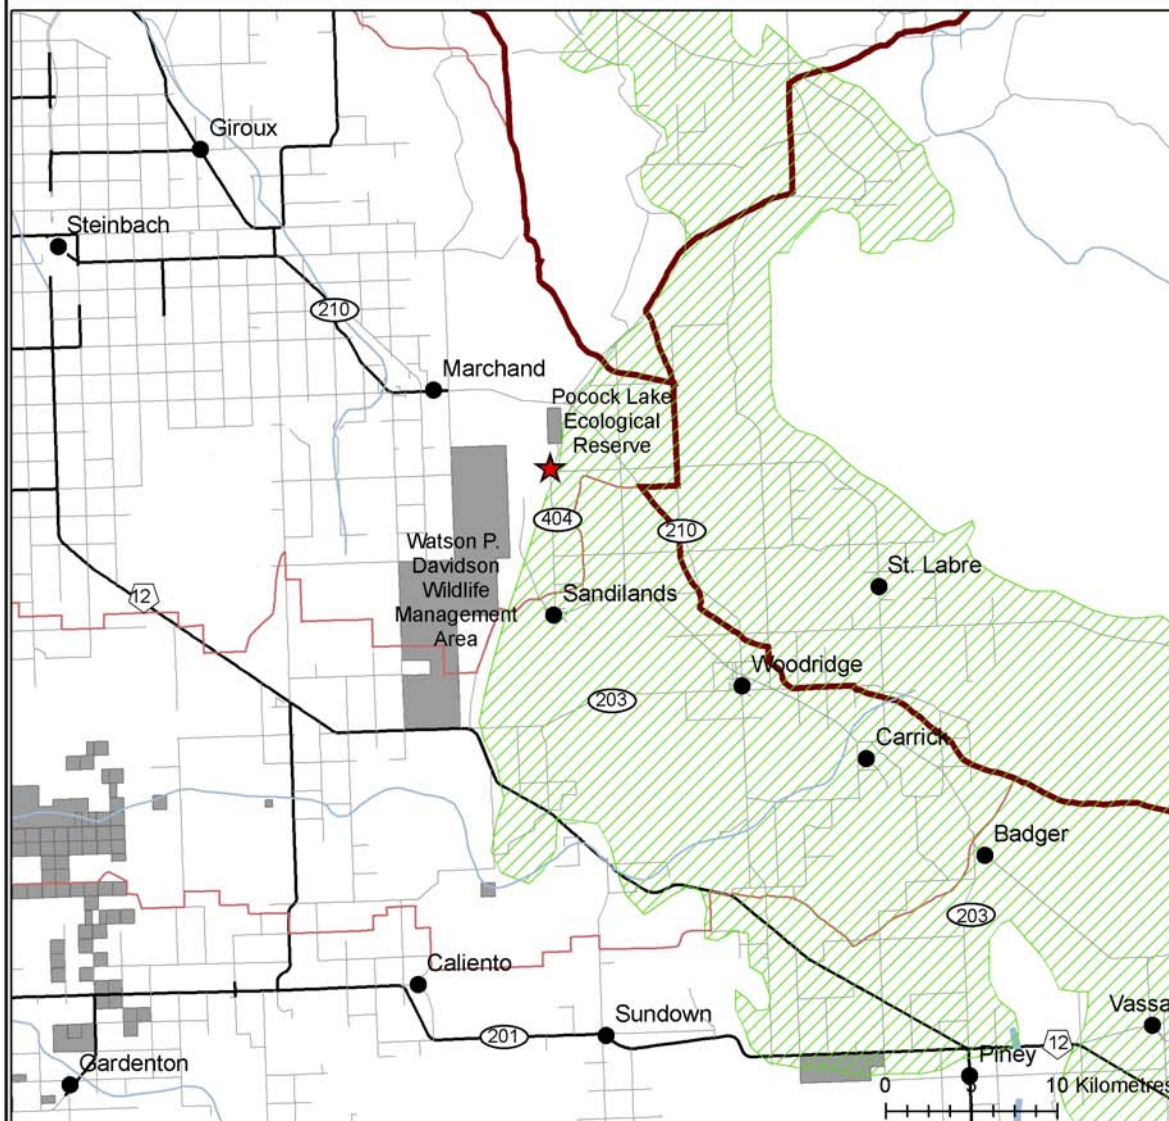 Giroux
Steinbach
210
Marchand
Pocock Lake
Ecological
Reserve
404
210
Watson P.
Davidson
Wildlife
Management
Area
St. Labre
12
Sandilands
Woodridge
203
Carrick
Badger
203
Caliento
Sundown
Vassa
201
12
Gardenton
Piney
0 5 10 Kilometres